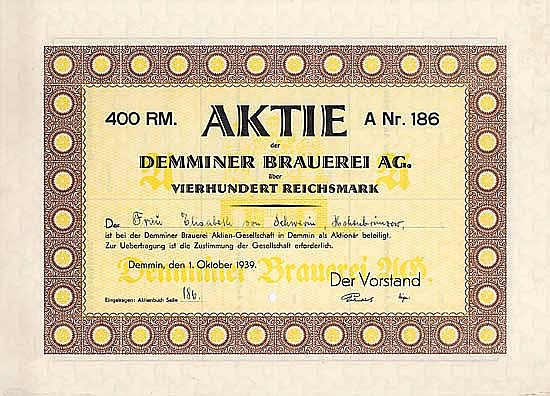 400 RM. AKTIE A Nr. 186
der
DEMMINER BRAUEREI AG.
über
VIERHUNDERT REICHSMARK
Der Frau Elisabeth von Schwerin,
ist bei der Demminer Brauerei Aktien-Gesellschaft in Demmin als Aktionär beteiligt.
Zur Uebertragung ist die Zustimmung der Gesellschaft erforderlich.
Demmin, den 1. Oktober 1939.
Demminer Brauerei AG.
Der Vorstand
Eingetragen: Aktienbuch Seite 186.